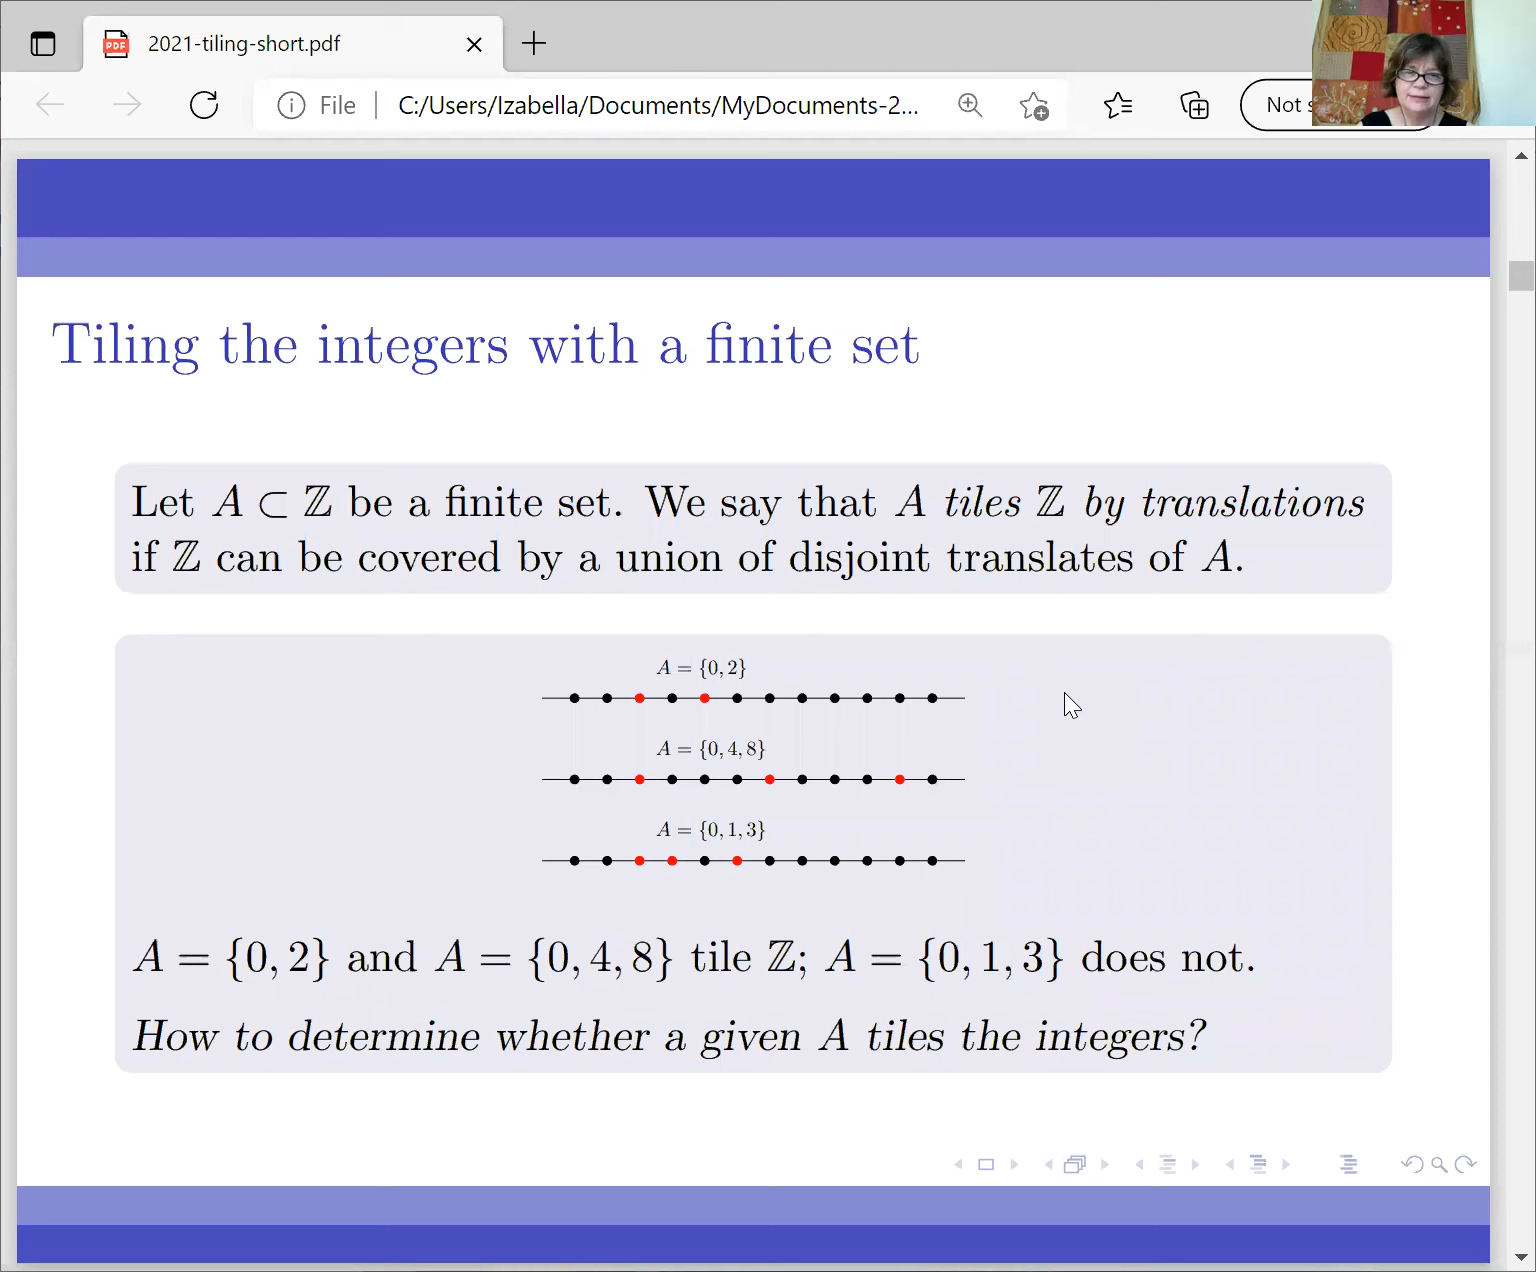 2021-tiling-short.pdf
File
C:/Users/Izabella/Documents/MyDocuments-2...
Not
Tiling the integers with a finite set
Let A ⊂ ℤ be a finite set. We say that A tiles ℤ by translations
if ℤ can be covered by a union of disjoint translates of A.
A = {0, 2}
A = {0, 4, 8}
A = {0, 1, 3}
A = {0, 2} and A = {0, 4, 8} tile ℤ; A = {0, 1, 3} does not.
How to determine whether a given A tiles the integers?